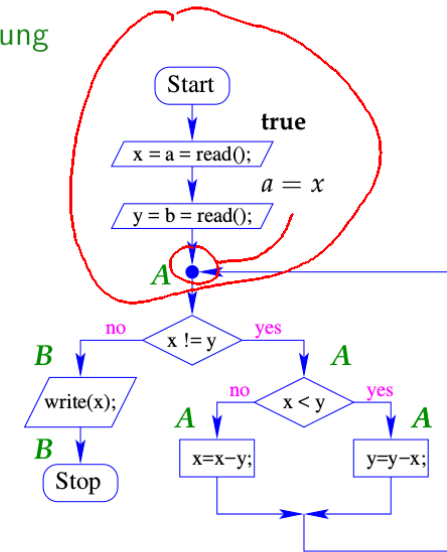 ung
Start
true
x = a = read();
a = x
y = b = read();
A
no
x != y
yes
B
A
write(x);
no
x < y
yes
A
A
B
x=x−y;
y=y−x;
Stop